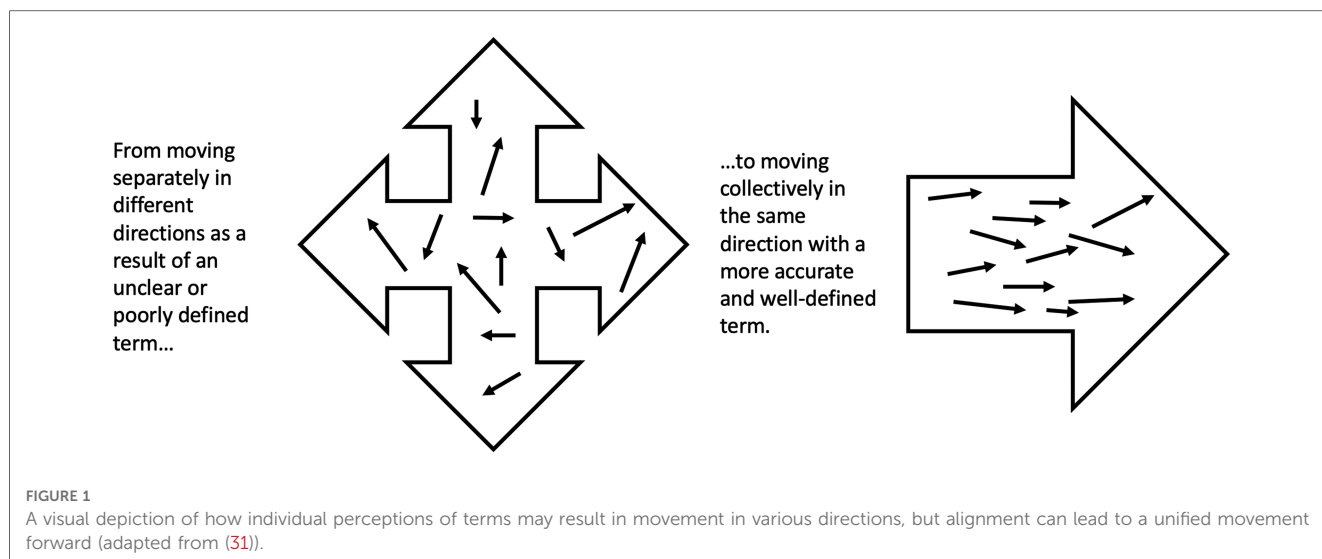 From moving
separately in
different
directions as a
result of an
unclear or
poorly defined
term...
...to moving
collectively in
the same
direction with a
more accurate
and well-defined
term.
FIGURE 1
A visual depiction of how individual perceptions of terms may result in movement in various directions, but alignment can lead to a unified movement
forward (adapted from (31)).